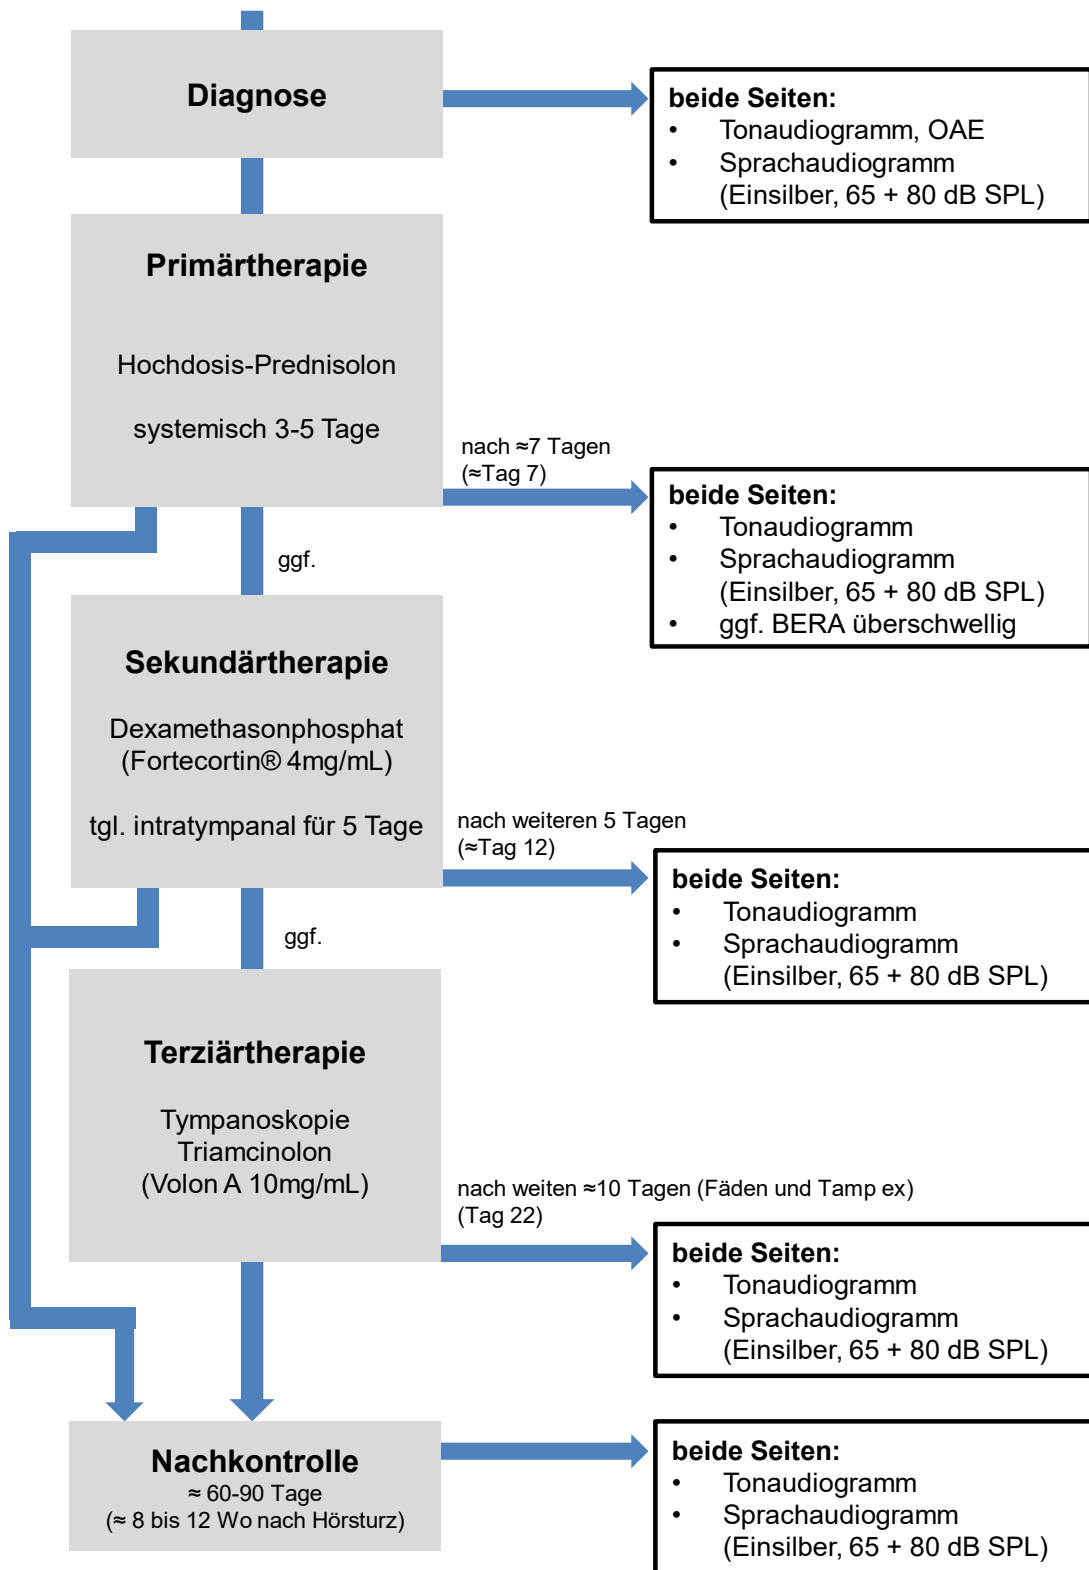 Diagnose
beide Seiten:
• Tonaudiogramm, OAE
• Sprachaudiogramm
(Einsilber, 65 + 80 dB SPL)
Primärtherapie
Hochdosis-Prednisolon
systemisch 3-5 Tage
nach ≈7 Tagen
(≈Tag 7)
beide Seiten:
• Tonaudiogramm
• Sprachaudiogramm
(Einsilber, 65 + 80 dB SPL)
• ggf. BERA überschwellig
ggf.
Sekundärtherapie
Dexamethasonphosphat
(Fortecortin® 4mg/mL)
tgl. intratympanal für 5 Tage
nach weiteren 5 Tagen
(≈Tag 12)
beide Seiten:
• Tonaudiogramm
• Sprachaudiogramm
(Einsilber, 65 + 80 dB SPL)
ggf.
Terziärtherapie
Tympanoskopie
Triamcinolon
(Volon A 10mg/mL)
nach weiten ≈10 Tagen (Fäden und Tamp ex)
(Tag 22)
beide Seiten:
• Tonaudiogramm
• Sprachaudiogramm
(Einsilber, 65 + 80 dB SPL)
Nachkontrolle
≈ 60-90 Tage
(≈ 8 bis 12 Wo nach Hörsturz)
beide Seiten:
• Tonaudiogramm
• Sprachaudiogramm
(Einsilber, 65 + 80 dB SPL)